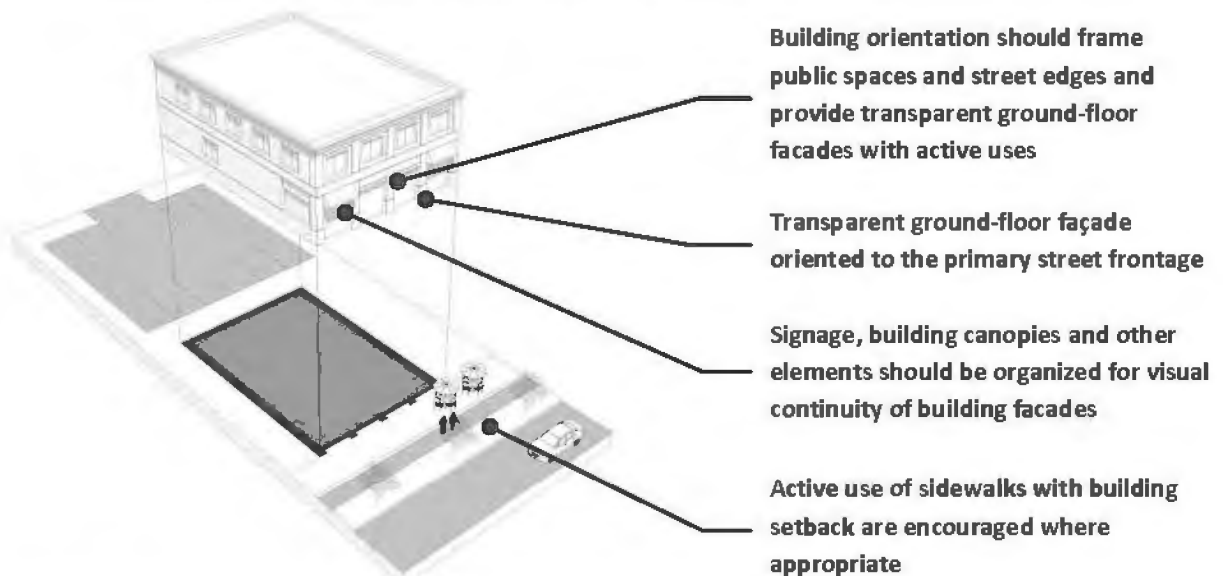 Building orientation should frame
public spaces and street edges and
provide transparent ground-floor
facades with active uses
Transparent ground-floor façade
oriented to the primary street frontage
Signage, building canopies and other
elements should be organized for visual
continuity of building facades
Active use of sidewalks with building
setback are encouraged where
appropriate